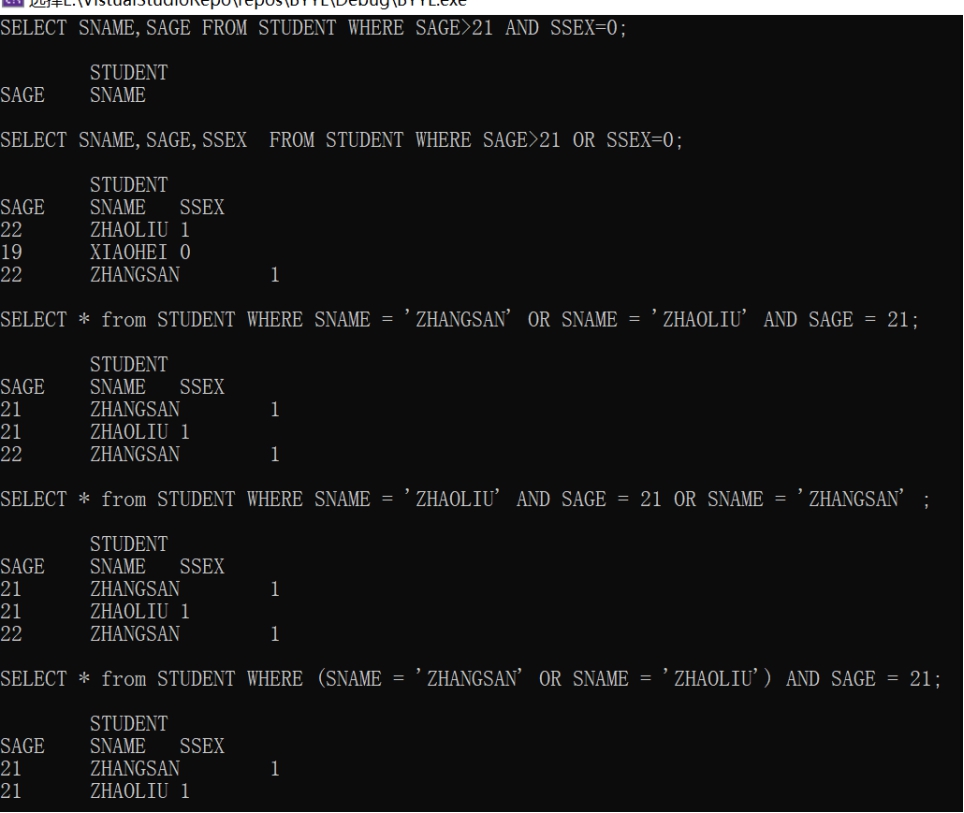 选择E:\VistualStudioRepo\repos\BYYL\Debug\BYYL.exe
SELECT SNAME,SAGE FROM STUDENT WHERE SAGE>21 AND SSEX=0;
STUDENT
SAGE SNAME
SELECT SNAME,SAGE,SSEX  FROM STUDENT WHERE SAGE>21 OR SSEX=0;
STUDENT
SAGE SNAME SSEX
22 ZHAOLIU 1
19 XIAOHEI 0
22 ZHANGSAN 1
SELECT * from STUDENT WHERE SNAME = 'ZHANGSAN' OR SNAME = 'ZHAOLIU' AND SAGE = 21;
STUDENT
SAGE SNAME SSEX
21 ZHANGSAN 1
21 ZHAOLIU 1
22 ZHANGSAN 1
SELECT * from STUDENT WHERE SNAME = 'ZHAOLIU' AND SAGE = 21 OR SNAME = 'ZHANGSAN' ;
STUDENT
SAGE SNAME SSEX
21 ZHANGSAN 1
21 ZHAOLIU 1
22 ZHANGSAN 1
SELECT * from STUDENT WHERE (SNAME = 'ZHANGSAN' OR SNAME = 'ZHAOLIU') AND SAGE = 21;
STUDENT
SAGE SNAME SSEX
21 ZHANGSAN 1
21 ZHAOLIU 1